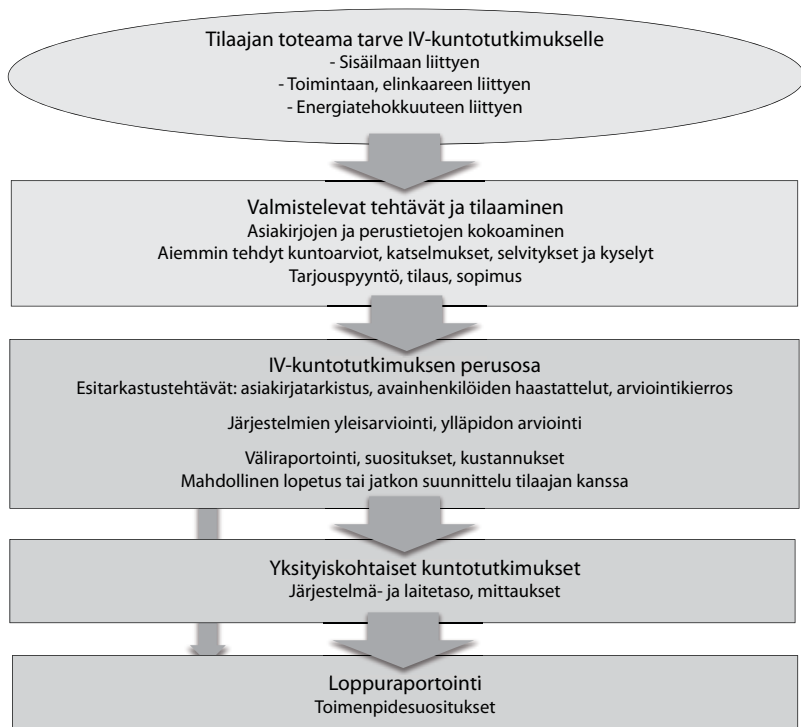 Tilaajan toteama tarve IV-kuntotutkimukselle
- Sisäilmaan liittyen
- Toimintaan, elinkaareen liittyen
- Energiatehokkuuteen liittyen
Valmistelevat tehtävät ja tilaaminen
Asiakirjojen ja perustietojen kokoaminen
Aiemmin tehdyt kuntoarviot, katselmukset, selvitykset ja kyselyt
Tarjouspyyntö, tilaus, sopimus
IV-kuntotutkimuksen perusosa
Esitarkastustehtävät: asiakirjatarkistus, avainhenkilöiden haastattelut, arviointikierros
Järjestelmien yleisarviointi, ylläpidon arviointi
Väliraportointi, suositukset, kustannukset
Mahdollinen lopetus tai jatkon suunnittelu tilaajan kanssa
Yksityiskohtaiset kuntotutkimukset
Järjestelmä- ja laitetaso, mittaukset
Loppuraportointi
Toimenpidesuositukset